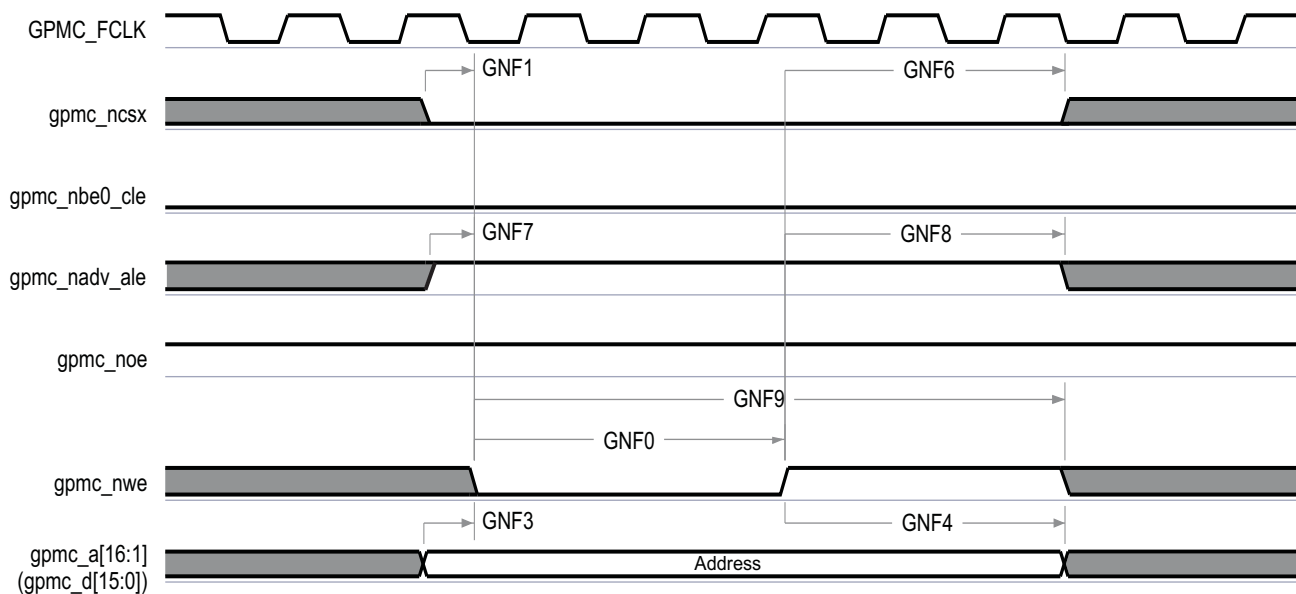 GPMC_FCLK
GNF1
GNF6
gpmc_ncsx
gpmc_nbe0_cle
GNF7
GNF8
gpmc_nadv_ale
gpmc_noe
GNF9
GNF0
gpmc_nwe
GNF3
GNF4
gpmc_a[16:1]
(gpmc_d[15:0])
Address